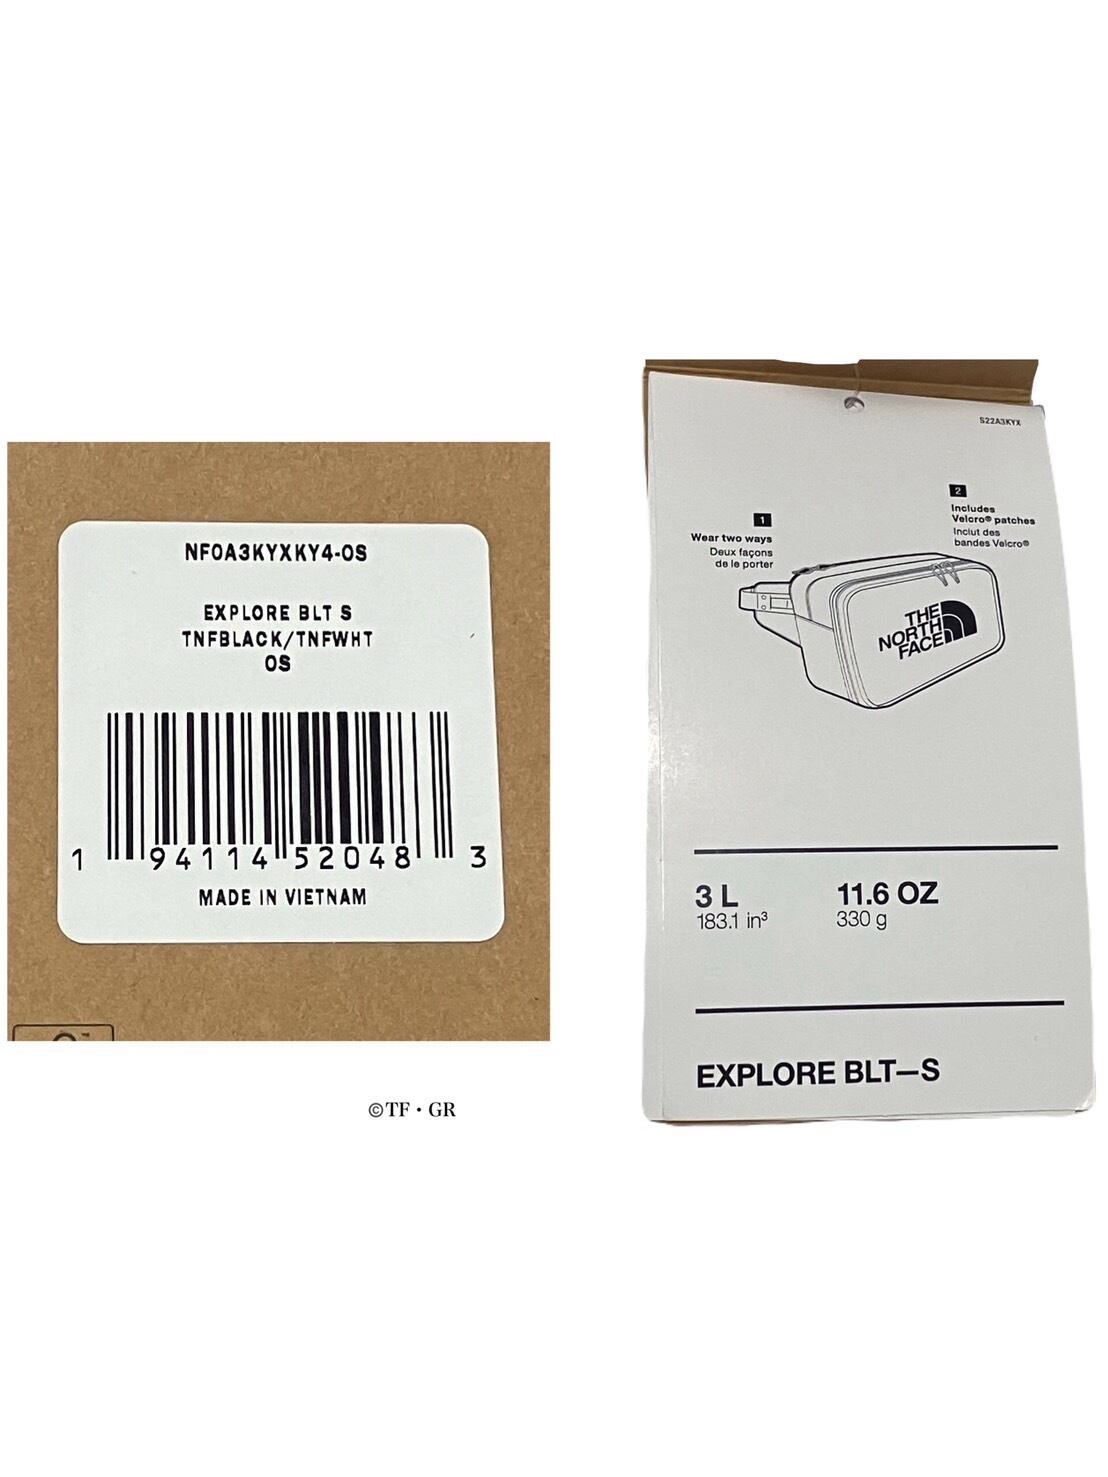 NF0A3KYXKY4-OS
EXPLORE BLT S
TNFBLACK/TNFWHT
OS
1 94114 52048 3
MADE IN VIETNAM
©TF・GR
S22A3KYX
1
Wear two ways
Deux façons
de le porter
2
Includes
Velcro® patches
Inclut des
bandes Velcro®
THE
NORTH
FACE
3 L
183.1 in³
11.6 OZ
330 g
EXPLORE BLT—S